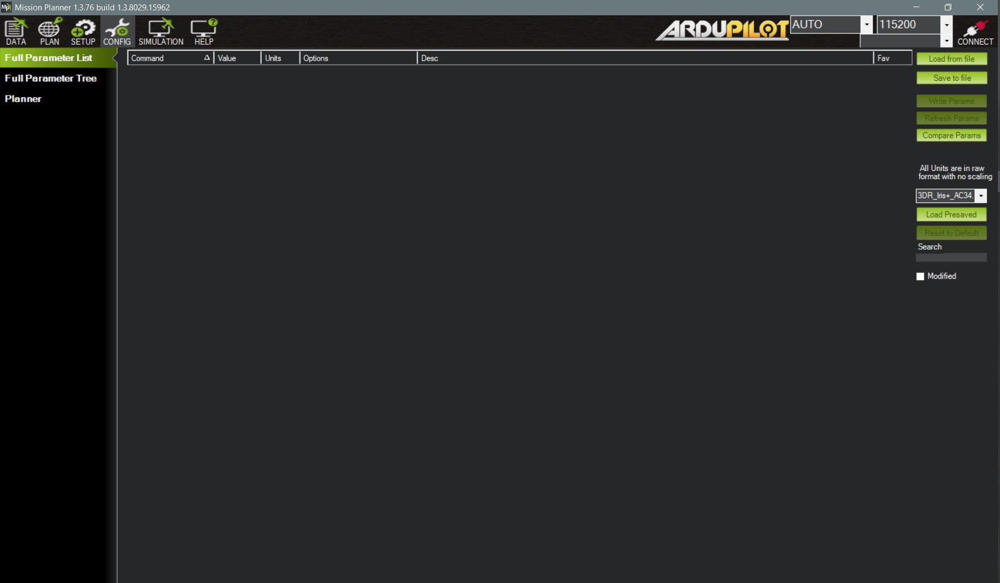 Mission Planner 1.3.76 build 1.3.8029.15962
DATA PLAN SETUP CONFIG SIMULATION HELP
ARDUPILOT
AUTO 115200
CONNECT
Full Parameter List
Full Parameter Tree
Planner
Command Value Units Options Desc Fav
Load from file
Save to file
Write Params
Refresh Params
Compare Params
All Units are in raw
format with no scaling
3DR_Iris+_AC34.
Load Presaved
Reset to Default
Search
Modified